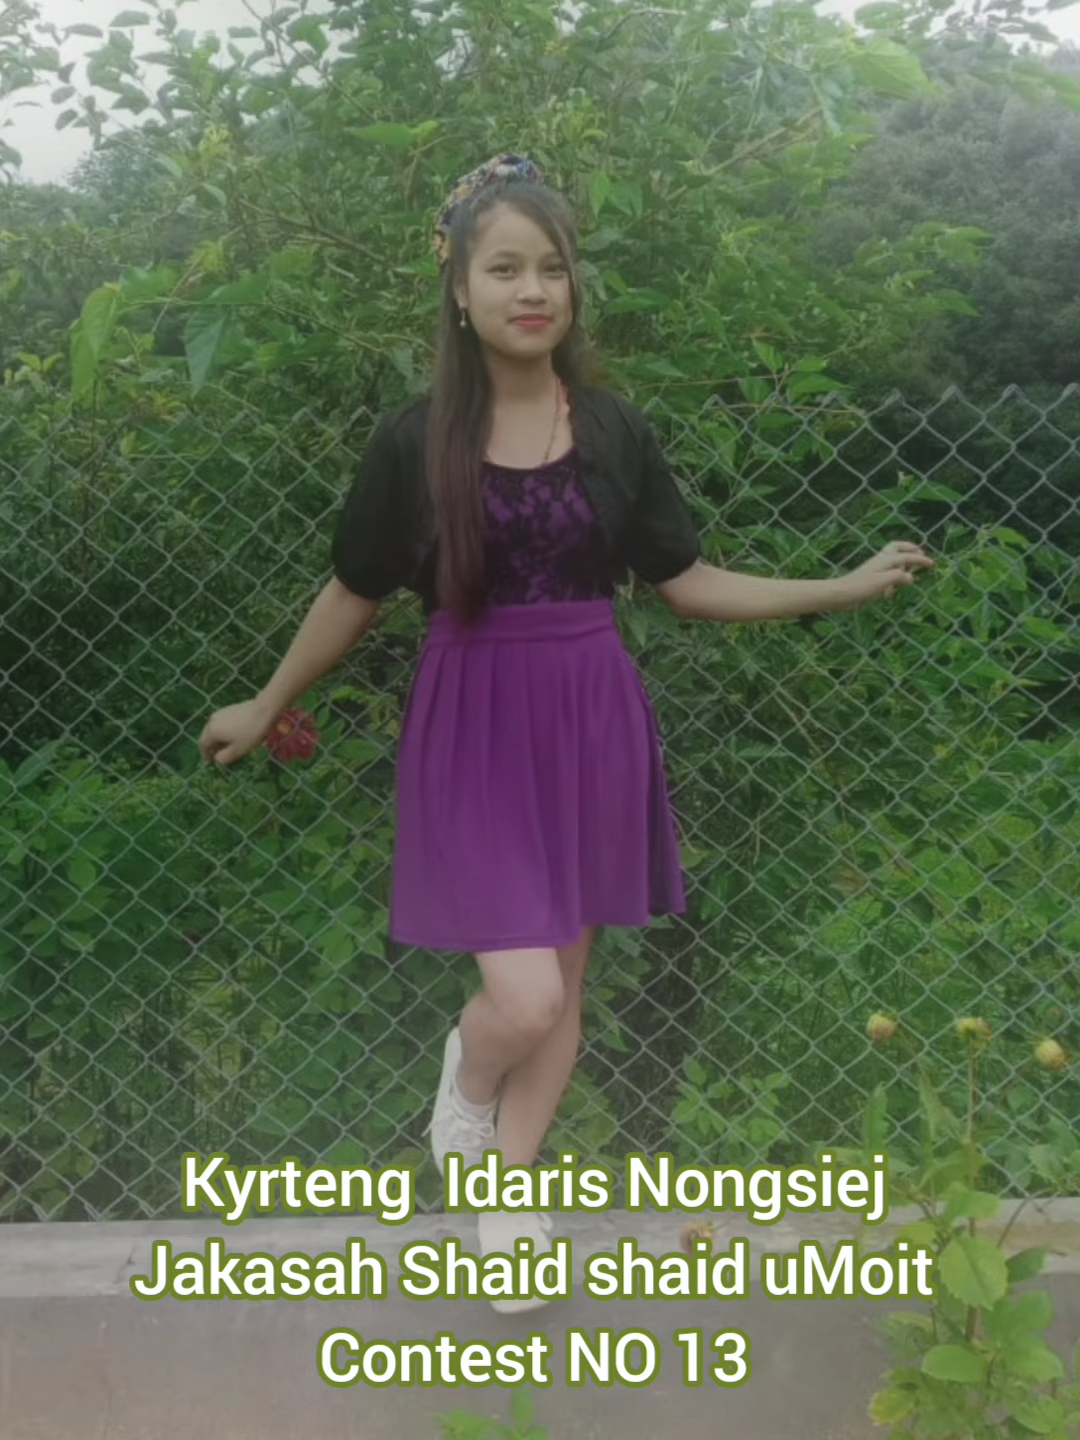 Kyrteng Idaris Nongsiej
Jakasah Shaid shaid uMoit
Contest NO 13